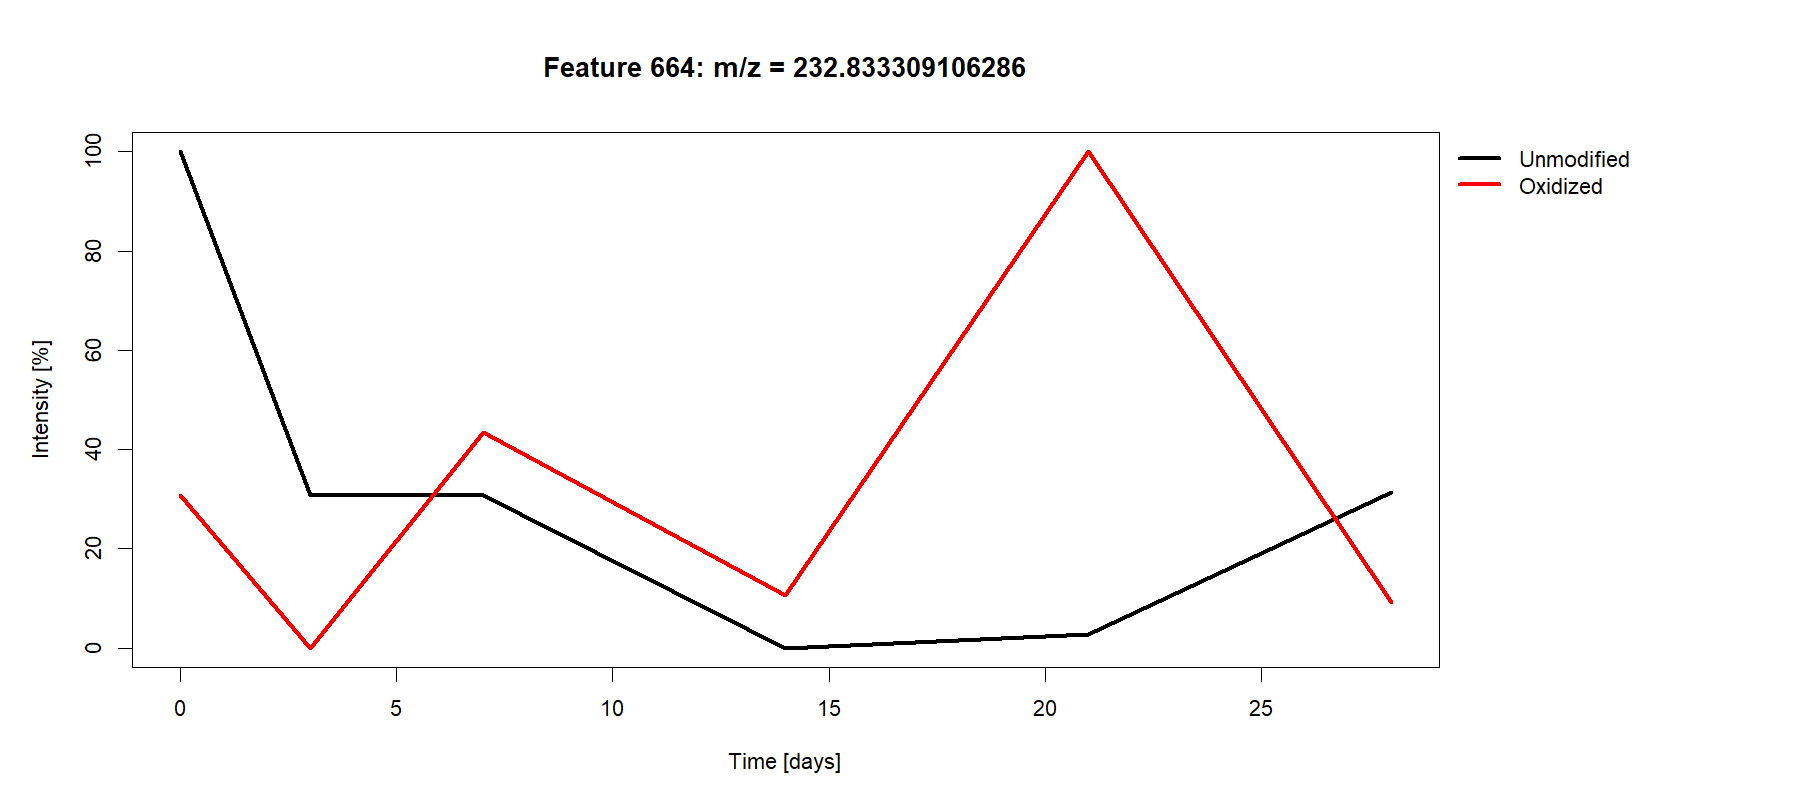 Feature 664: m/z = 232.833309106286
Unmodified
Oxidized
Intensity [%]
100
80
60
40
20
0
0 5 10 15 20 25
Time [days]